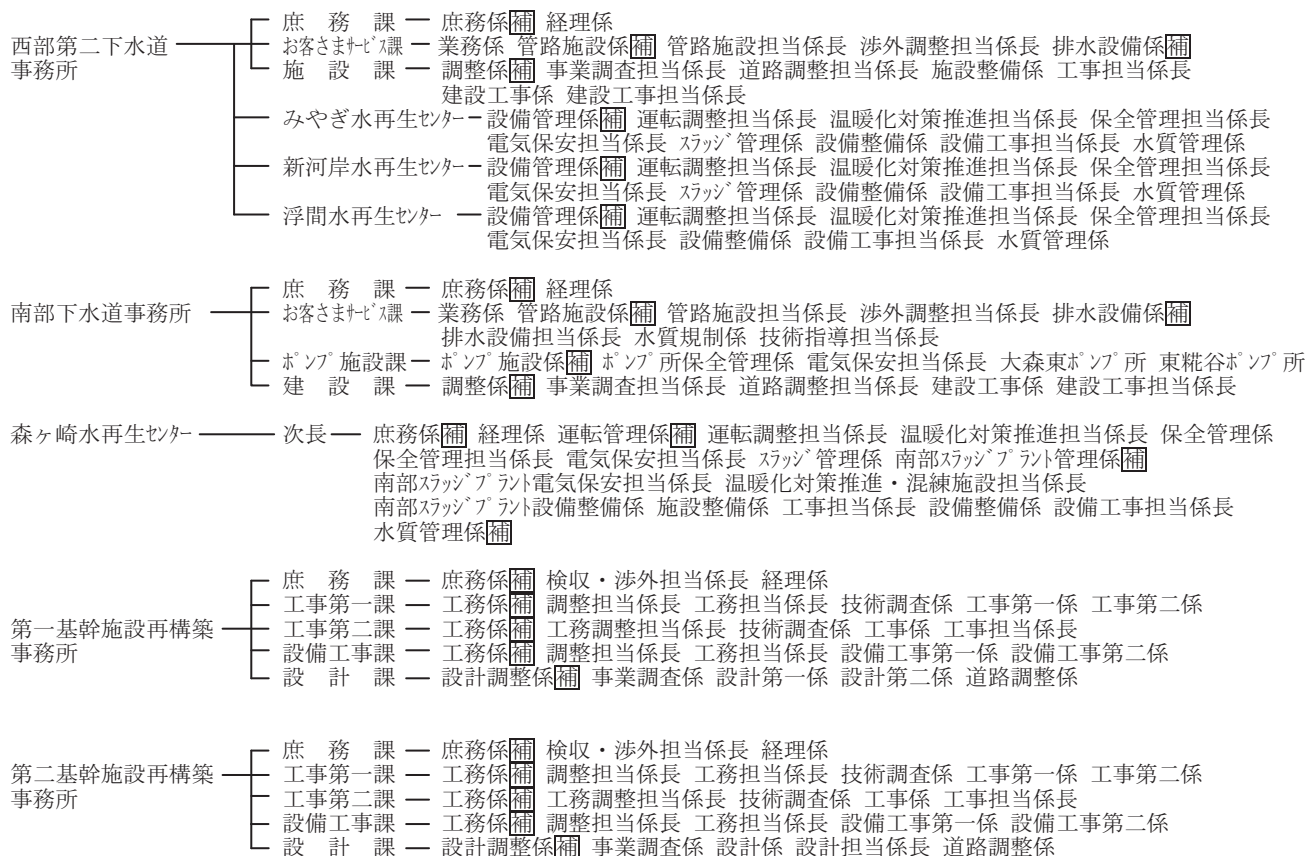 庶務課 庶務係補 経理係
西部第二下水道事務所 お客さまｻｰﾋﾞｽ課 業務係 管路施設係補 管路施設担当係長 渉外調整担当係長 排水設備係補
施設課 調整係補 事業調査担当係長 道路調整担当係長 施設整備係 工事担当係長
建設工事係 建設工事担当係長
みやぎ水再生ｾﾝﾀｰ 設備管理係補 運転調整担当係長 温暖化対策推進担当係長 保全管理担当係長
電気保安担当係長 ｽﾗｯｼﾞ管理係 設備整備係 設備工事担当係長 水質管理係
新河岸水再生ｾﾝﾀｰ 設備管理係補 運転調整担当係長 温暖化対策推進担当係長 保全管理担当係長
電気保安担当係長 ｽﾗｯｼﾞ管理係 設備整備係 設備工事担当係長 水質管理係
浮間水再生ｾﾝﾀｰ 設備管理係補 運転調整担当係長 温暖化対策推進担当係長 保全管理担当係長
電気保安担当係長 設備整備係 設備工事担当係長 水質管理係
庶務課 庶務係補 経理係
南部下水道事務所 お客さまｻｰﾋﾞｽ課 業務係 管路施設係補 管路施設担当係長 渉外調整担当係長 排水設備係補
排水設備担当係長 水質規制係 技術指導担当係長
ﾎﾟﾝﾌﾟ施設課 ﾎﾟﾝﾌﾟ施設係補 ﾎﾟﾝﾌﾟ所保全管理係 電気保安担当係長 大森東ﾎﾟﾝﾌﾟ所 東糀谷ﾎﾟﾝﾌﾟ所
建設課 調整係補 事業調査担当係長 道路調整担当係長 建設工事係 建設工事担当係長
森ヶ崎水再生ｾﾝﾀｰ 次長 庶務係補 経理係 運転管理係補 運転調整担当係長 温暖化対策推進担当係長 保全管理係
保全管理担当係長 電気保安担当係長 ｽﾗｯｼﾞ管理係 南部ｽﾗｯｼﾞﾌﾟﾗﾝﾄ管理係補
南部ｽﾗｯｼﾞﾌﾟﾗﾝﾄ電気保安担当係長 温暖化対策推進・混練施設担当係長
南部ｽﾗｯｼﾞﾌﾟﾗﾝﾄ設備整備係 施設整備係 工事担当係長 設備整備係 設備工事担当係長
水質管理係補
庶務課 庶務係補 検収・渉外担当係長 経理係
工事第一課 工務係補 調整担当係長 工務担当係長 技術調査係 工事第一係 工事第二係
第一基幹施設再構築事務所 工事第二課 工務係補 工務調整担当係長 技術調査係 工事係 工事担当係長
設備工事課 工務係補 調整担当係長 工務担当係長 設備工事第一係 設備工事第二係
設計課 設計調整係補 事業調査係 設計第一係 設計第二係 道路調整係
庶務課 庶務係補 検収・渉外担当係長 経理係
第二基幹施設再構築事務所 工事第一課 工務係補 調整担当係長 工務担当係長 技術調査係 工事第一係 工事第二係
工事第二課 工務係補 工務調整担当係長 技術調査係 工事係 工事担当係長
設備工事課 工務係補 調整担当係長 工務担当係長 設備工事第一係 設備工事第二係
設計課 設計調整係補 事業調査係 設計係 設計担当係長 道路調整係